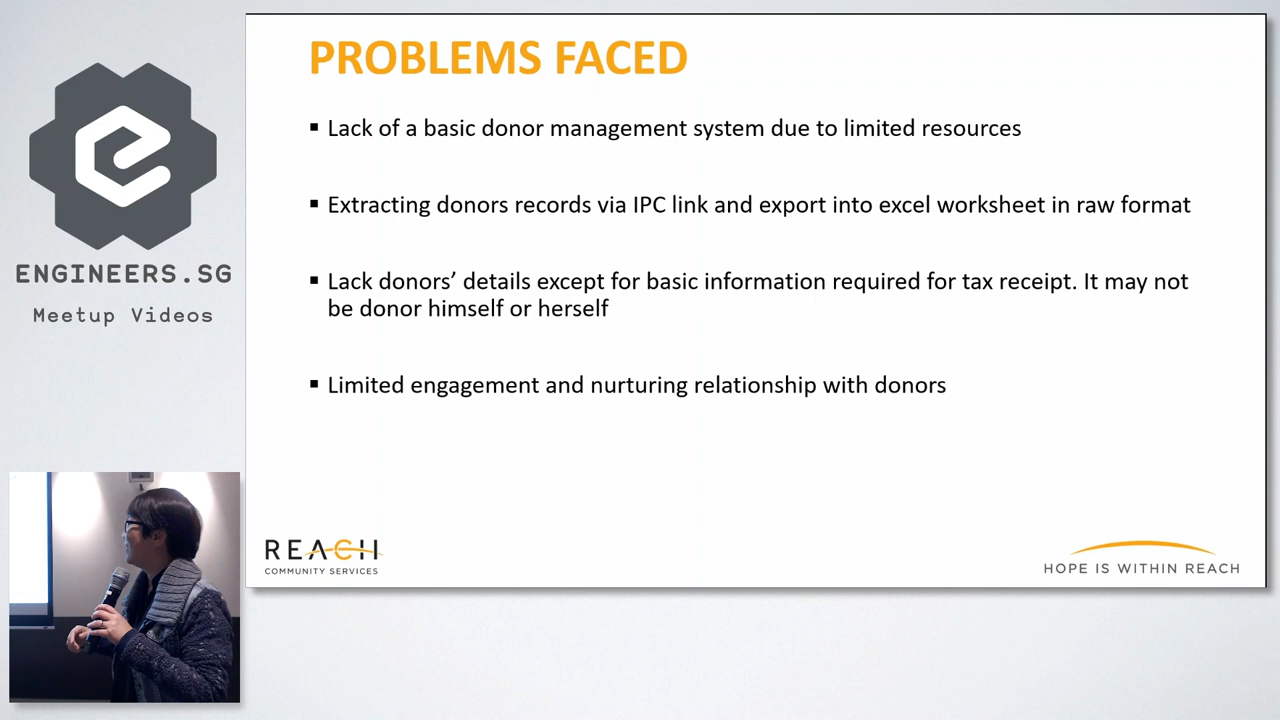 PROBLEMS FACED
▪ Lack of a basic donor management system due to limited resources
▪ Extracting donors records via IPC link and export into excel worksheet in raw format
▪ Lack donors’ details except for basic information required for tax receipt. It may not
be donor himself or herself
▪ Limited engagement and nurturing relationship with donors
ENGINEERS.SG
Meetup Videos
REACH
COMMUNITY SERVICES
HOPE IS WITHIN REACH